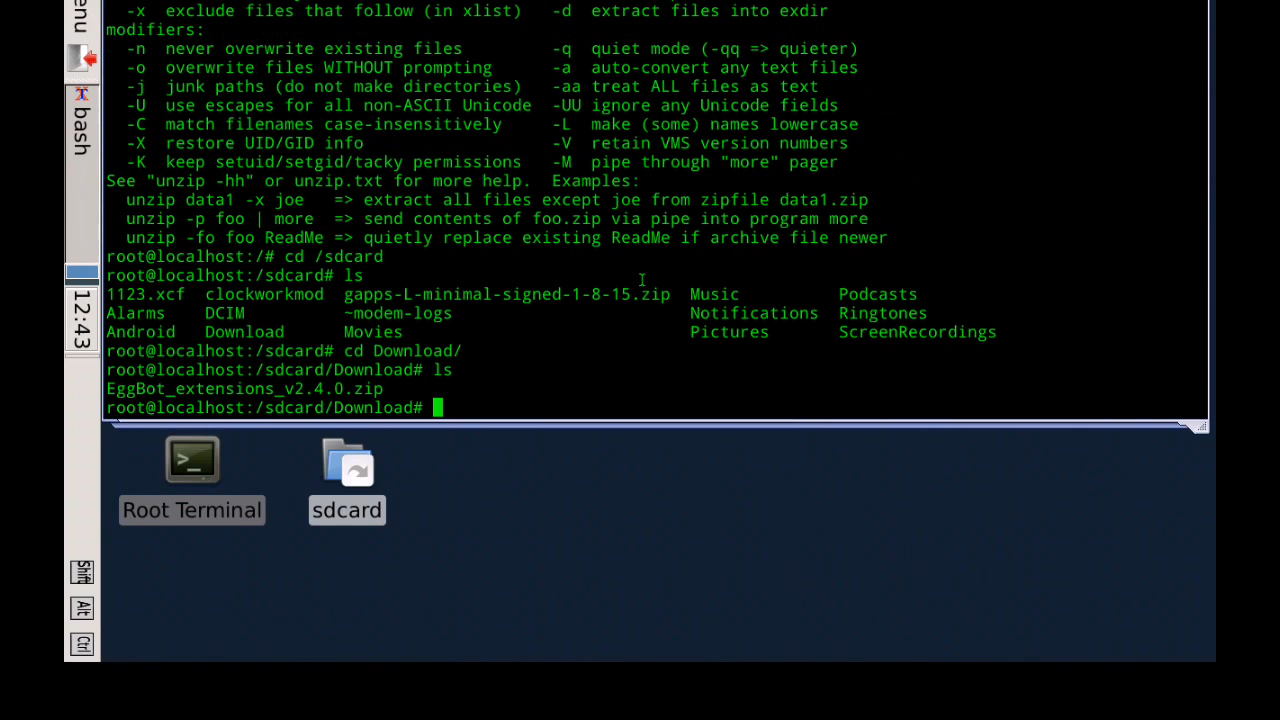 -x exclude files that follow (in xlist) -d extract files into exdir
modifiers:
-n never overwrite existing files -q quiet mode (-qq => quieter)
-o overwrite files WITHOUT prompting -a auto-convert any text files
-j junk paths (do not make directories) -aa treat ALL files as text
-U use escapes for all non-ASCII Unicode -UU ignore any Unicode fields
-C match filenames case-insensitively -L make (some) names lowercase
-X restore UID/GID info -V retain VMS version numbers
-K keep setuid/setgid/tacky permissions -M pipe through "more" pager
See "unzip -hh" or unzip.txt for more help. Examples:
unzip data1 -x joe => extract all files except joe from zipfile data1.zip
unzip -p foo | more => send contents of foo.zip via pipe into program more
unzip -fo foo ReadMe => quietly replace existing ReadMe if archive file newer
root@localhost:/# cd /sdcard
root@localhost:/sdcard# ls
1123.xcf clockworkmod gapps-L-minimal-signed-1-8-15.zip Music Podcasts
Alarms DCIM ~modem-logs Notifications Ringtones
Android Download Movies Pictures ScreenRecordings
root@localhost:/sdcard# cd Download/
root@localhost:/sdcard/Download# ls
EggBot_extensions_v2.4.0.zip
root@localhost:/sdcard/Download#
enu
bash
12:43
Shift
Alt
Ctrl
Root Terminal
sdcard